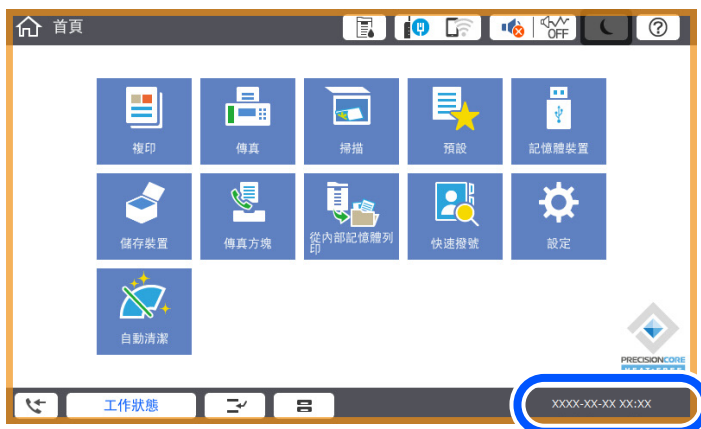 首頁
OFF
複印
傳真
掃描
預設
記憶體裝置
儲存裝置
傳真方塊
從內部記憶體列
印
快速撥號
設定
自動清潔
PRECISIONCORE
工作狀態
XXXX-XX-XX XX:XX